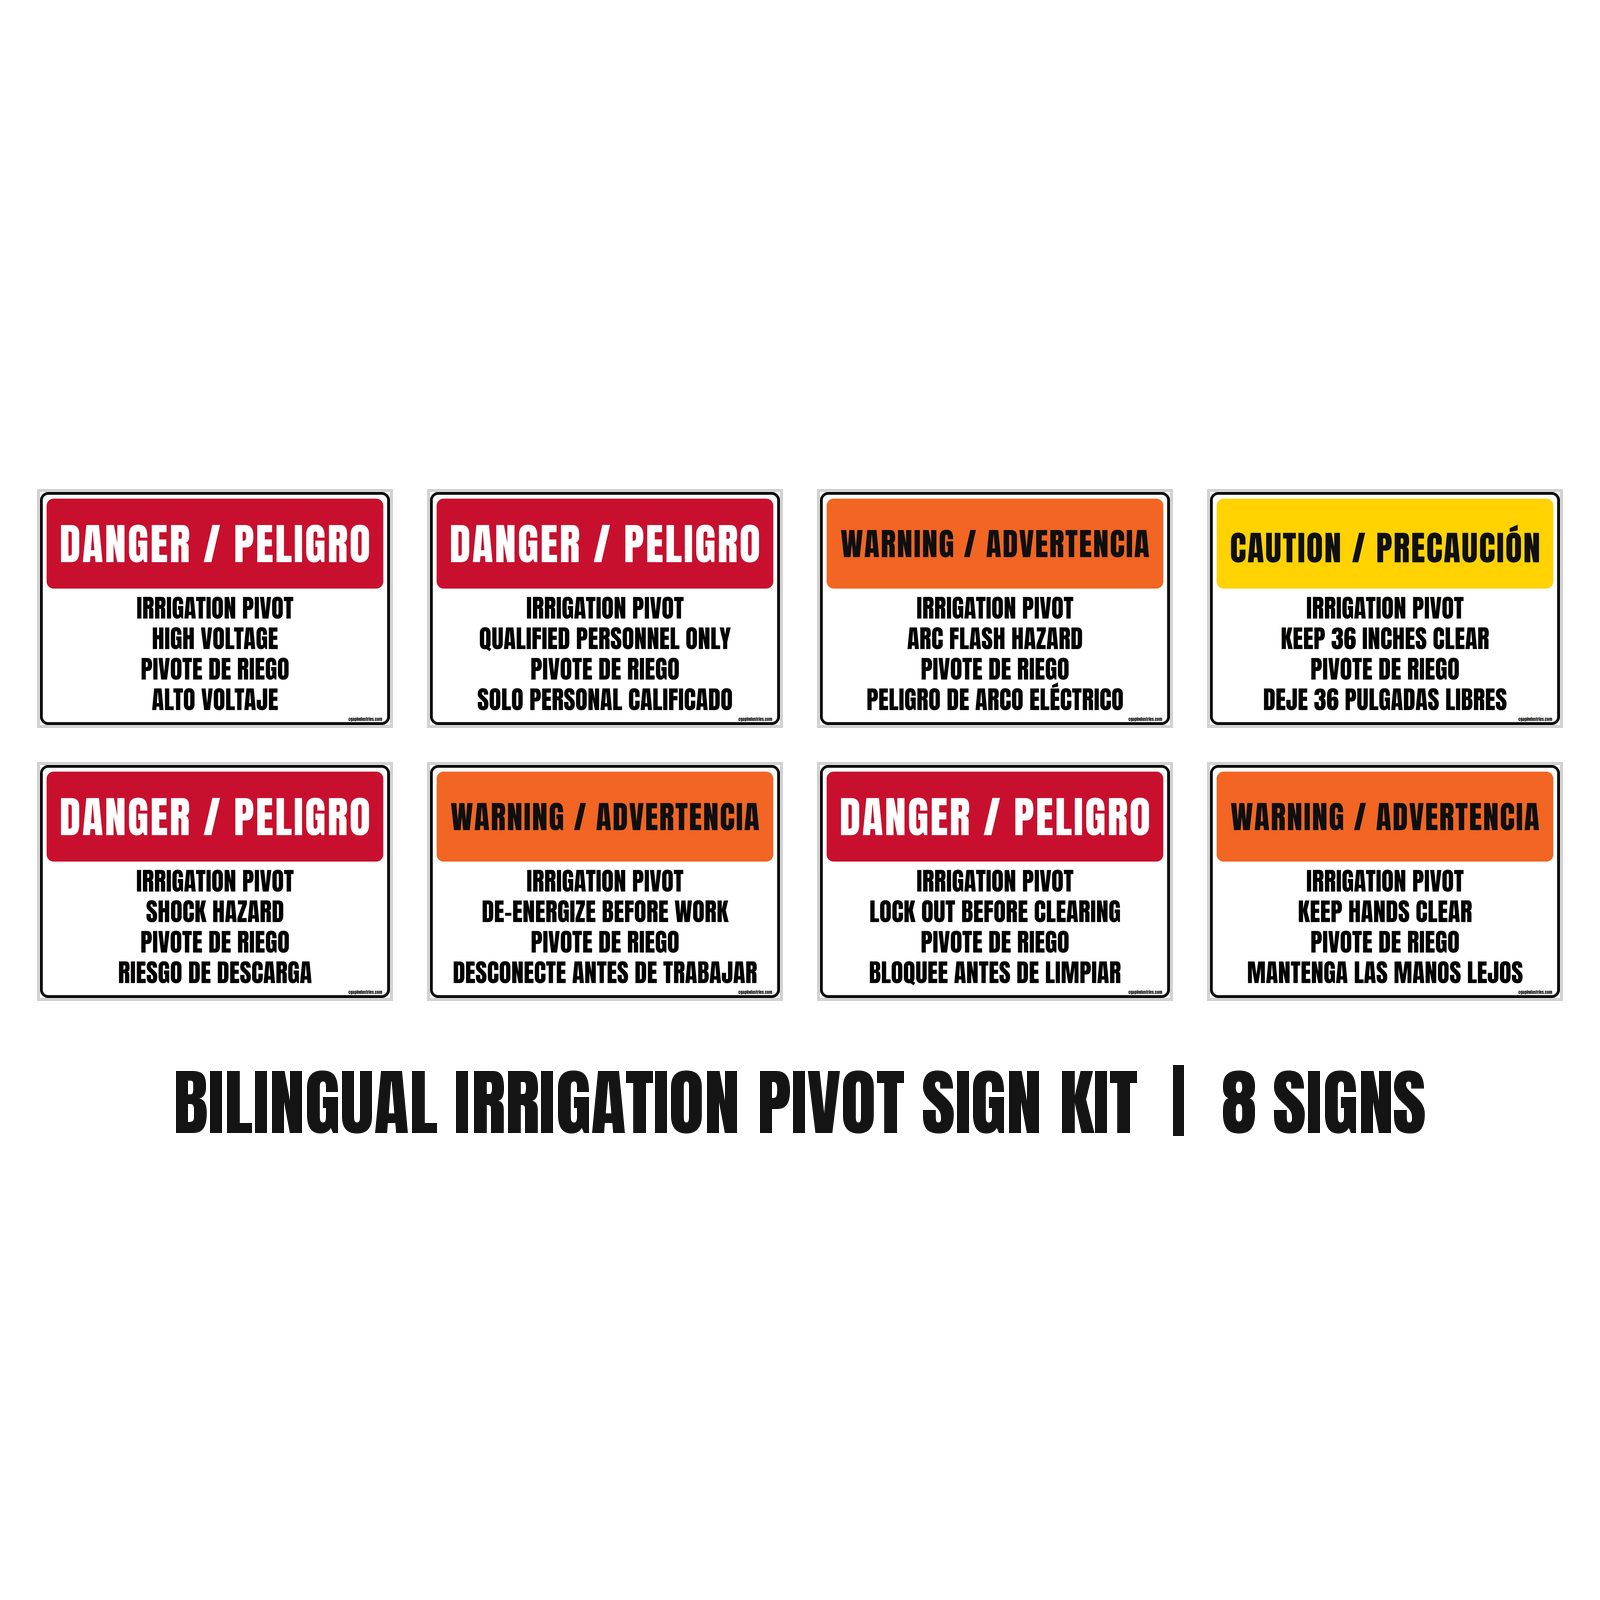 DANGER / PELIGRO
IRRIGATION PIVOT
HIGH VOLTAGE
PIVOTE DE RIEGO
ALTO VOLTAJE
DANGER / PELIGRO
IRRIGATION PIVOT
QUALIFIED PERSONNEL ONLY
PIVOTE DE RIEGO
SOLO PERSONAL CALIFICADO
WARNING / ADVERTENCIA
IRRIGATION PIVOT
ARC FLASH HAZARD
PIVOTE DE RIEGO
PELIGRO DE ARCO ELÉCTRICO
CAUTION / PRECAUCIÓN
IRRIGATION PIVOT
KEEP 36 INCHES CLEAR
PIVOTE DE RIEGO
DEJE 36 PULGADAS LIBRES
DANGER / PELIGRO
IRRIGATION PIVOT
SHOCK HAZARD
PIVOTE DE RIEGO
RIESGO DE DESCARGA
WARNING / ADVERTENCIA
IRRIGATION PIVOT
DE-ENERGIZE BEFORE WORK
PIVOTE DE RIEGO
DESCONECTE ANTES DE TRABAJAR
DANGER / PELIGRO
IRRIGATION PIVOT
LOCK OUT BEFORE CLEARING
PIVOTE DE RIEGO
BLOQUEE ANTES DE LIMPIAR
WARNING / ADVERTENCIA
IRRIGATION PIVOT
KEEP HANDS CLEAR
PIVOTE DE RIEGO
MANTENGA LAS MANOS LEJOS
BILINGUAL IRRIGATION PIVOT SIGN KIT | 8 SIGNS